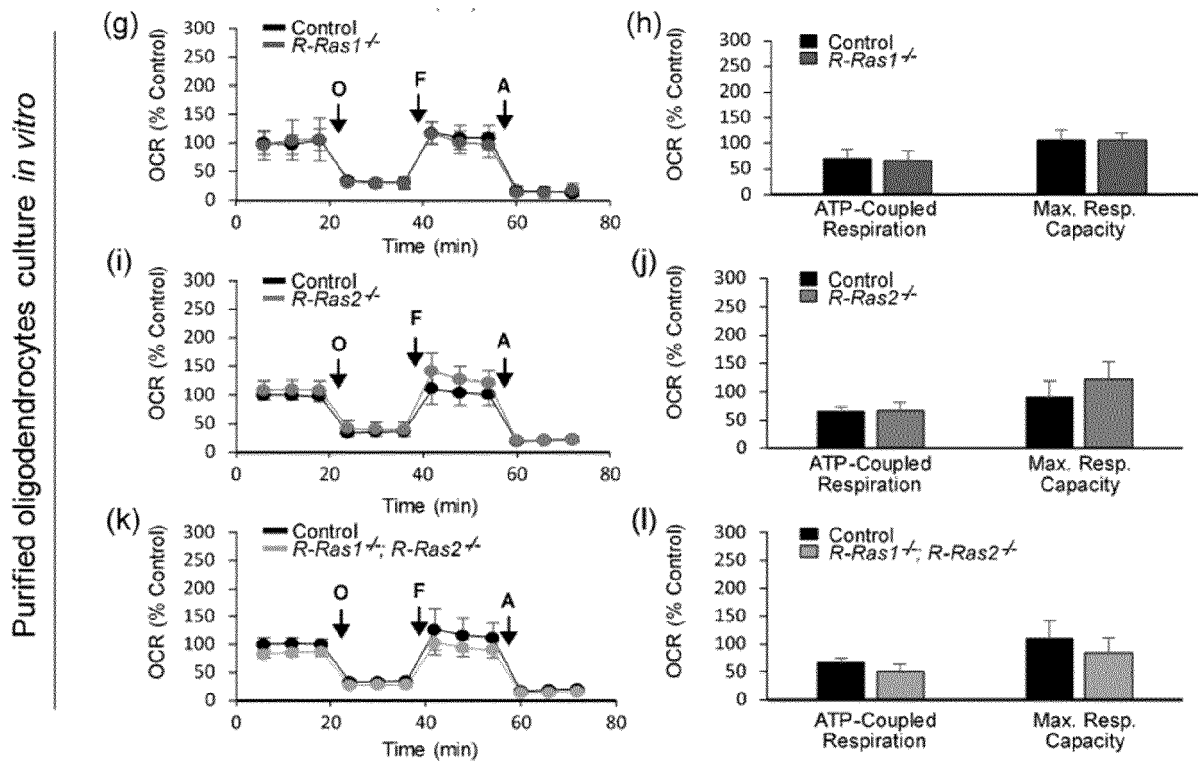 Purified oligodendrocytes culture in vitro
(g)
Control
R-Ras1-/-
OCR (% Control)
300
250
200
150
100
50
0
O
F
A
0 20 40 60 80
Time (min)
(h)
Control
R-Ras1-/-
OCR (% Control)
300
250
200
150
100
50
0
ATP-Coupled Respiration
Max. Resp. Capacity
(i)
Control
R-Ras2-/-
OCR (% Control)
300
250
200
150
100
50
0
O
F
A
0 20 40 60 80
Time (min)
(j)
Control
R-Ras2-/-
OCR (% Control)
300
250
200
150
100
50
0
ATP-Coupled Respiration
Max. Resp. Capacity
(k)
Control
R-Ras1-/-; R-Ras2-/-
OCR (% Control)
300
250
200
150
100
50
0
O
F
A
0 20 40 60 80
Time (min)
(l)
Control
R-Ras1-/-; R-Ras2-/-
OCR (% Control)
300
250
200
150
100
50
0
ATP-Coupled
Respiration
Max. Resp.
Capacity